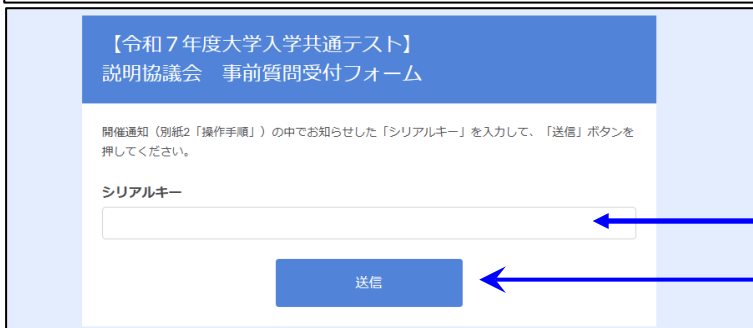 【令和７年度大学入学共通テスト】
説明協議会　事前質問受付フォーム
開催通知（別紙2「操作手順」）の中でお知らせした「シリアルキー」を入力して、「送信」ボタンを
押してください。
シリアルキー
送信